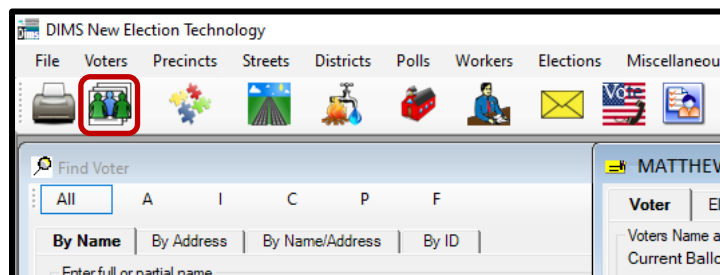 DIMS New Election Technology
File Voters Precincts Streets Districts Polls Workers Elections Miscellaneou
Vote
Find Voter
MATTHEW
All A I C P F
Voter El
By Name By Address By Name/Address By ID
Voters Name a
Enter full or partial name
Current Ballo